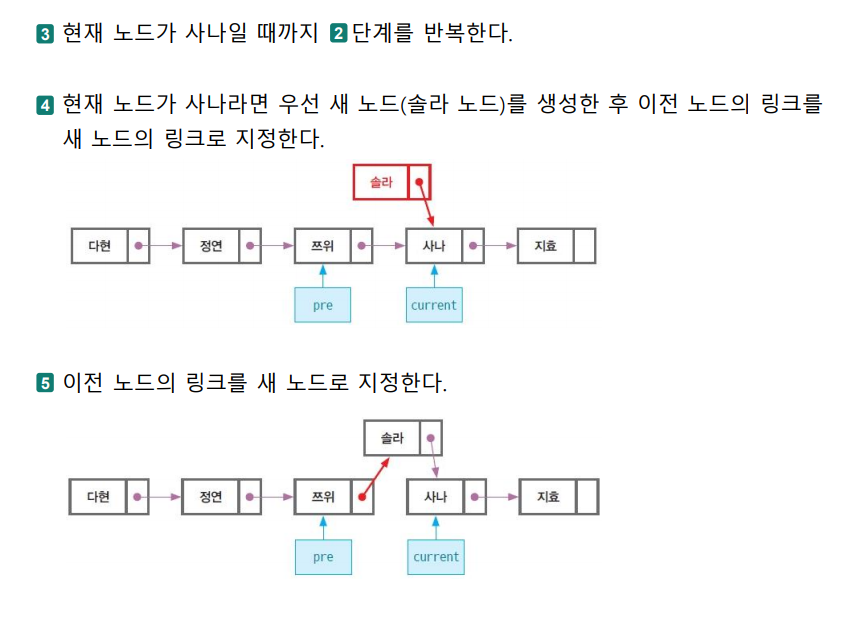 3 현재 노드가 사나일 때까지 2단계를 반복한다.
4 현재 노드가 사나라면 우선 새 노드(솔라 노드)를 생성한 후 이전 노드의 링크를
새 노드의 링크로 지정한다.
솔라
다현 정연 쯔위 사나 지효
pre current
5 이전 노드의 링크를 새 노드로 지정한다.
솔라
다현 정연 쯔위 사나 지효
pre current